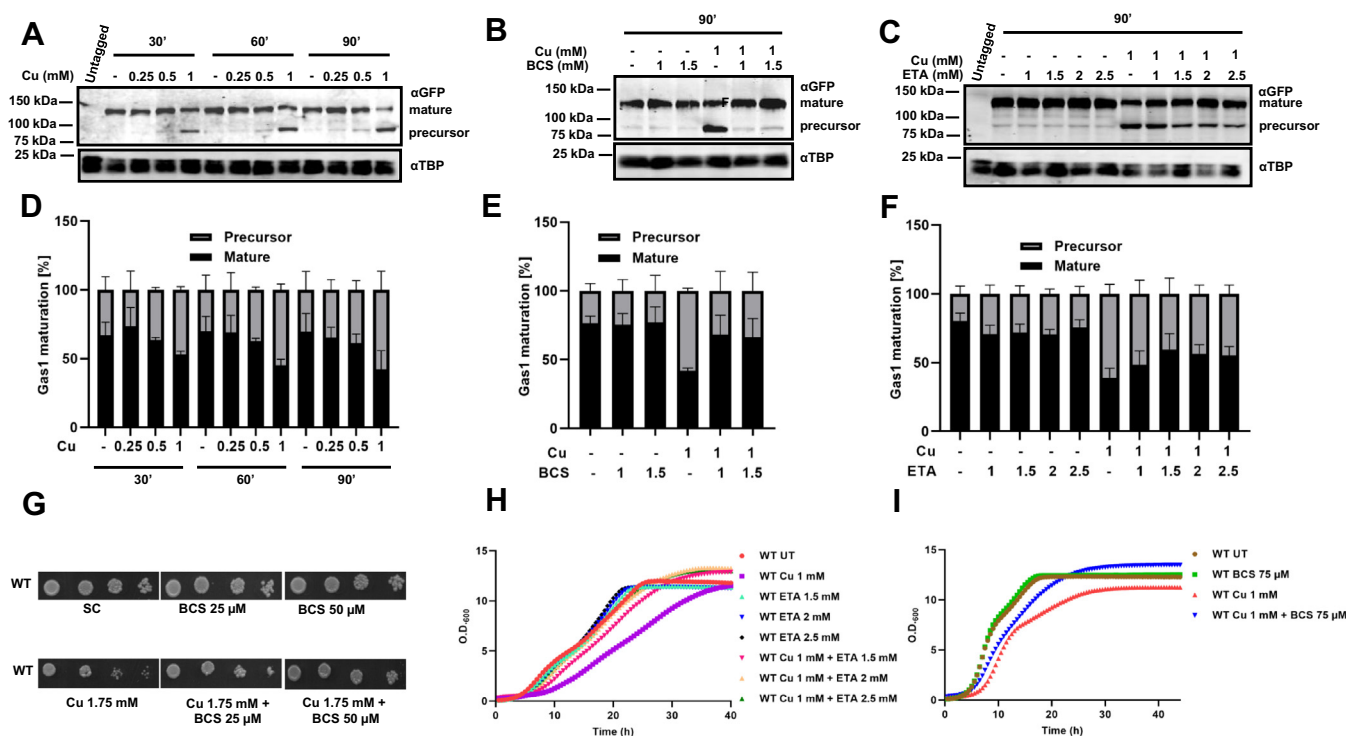 A
Untagged
30’ 60’ 90’
Cu (mM) - 0.25 0.5 1 - 0.25 0.5 1 - 0.25 0.5 1
150 kDa
100 kDa
75 kDa
25 kDa
αGFP
mature
precursor
αTBP
B
90’
Cu (mM) - - - 1 1 1
BCS (mM) - 1 1.5 - 1 1.5
150 kDa
100 kDa
75 kDa
25 kDa
F
αGFP
mature
precursor
αTBP
C
Untagged
90’
Cu (mM) - - - - - 1 1 1 1 1
ETA (mM) - 1 1.5 2 2.5 - 1 1.5 2 2.5
150 kDa
100 kDa
75 kDa
25 kDa
αGFP
mature
precursor
αTBP
D
Gas1 maturation [%]
150
100
50
0
Precursor
Mature
Cu - 0.25 0.5 1 - 0.25 0.5 1 - 0.25 0.5 1
30’ 60’ 90’
E
Gas1 maturation [%]
150
100
50
0
Precursor
Mature
Cu - - - 1 1 1
BCS - 1 1.5 - 1 1.5
F
Gas1 maturation [%]
150
100
50
0
Precursor
Mature
Cu - - - - - 1 1 1 1 1
ETA - 1 1.5 2 2.5 - 1 1.5 2 2.5
G
WT
SC BCS 25 µM BCS 50 µM
WT
Cu 1.75 mM Cu 1.75 mM + Cu 1.75 mM +
BCS 25 µM BCS 50 µM
H
O.D.600
15
10
5
0
0 10 20 30 40
Time (h)
WT UT
WT Cu 1 mM
WT ETA 1.5 mM
WT ETA 2 mM
WT ETA 2.5 mM
WT Cu 1 mM + ETA 1.5 mM
WT Cu 1 mM + ETA 2 mM
WT Cu 1 mM + ETA 2.5 mM
I
O.D.600
15
10
5
0
0 10 20 30 40
Time (h)
WT UT
WT BCS 75 µM
WT Cu 1 mM
WT Cu 1 mM + BCS 75 µM